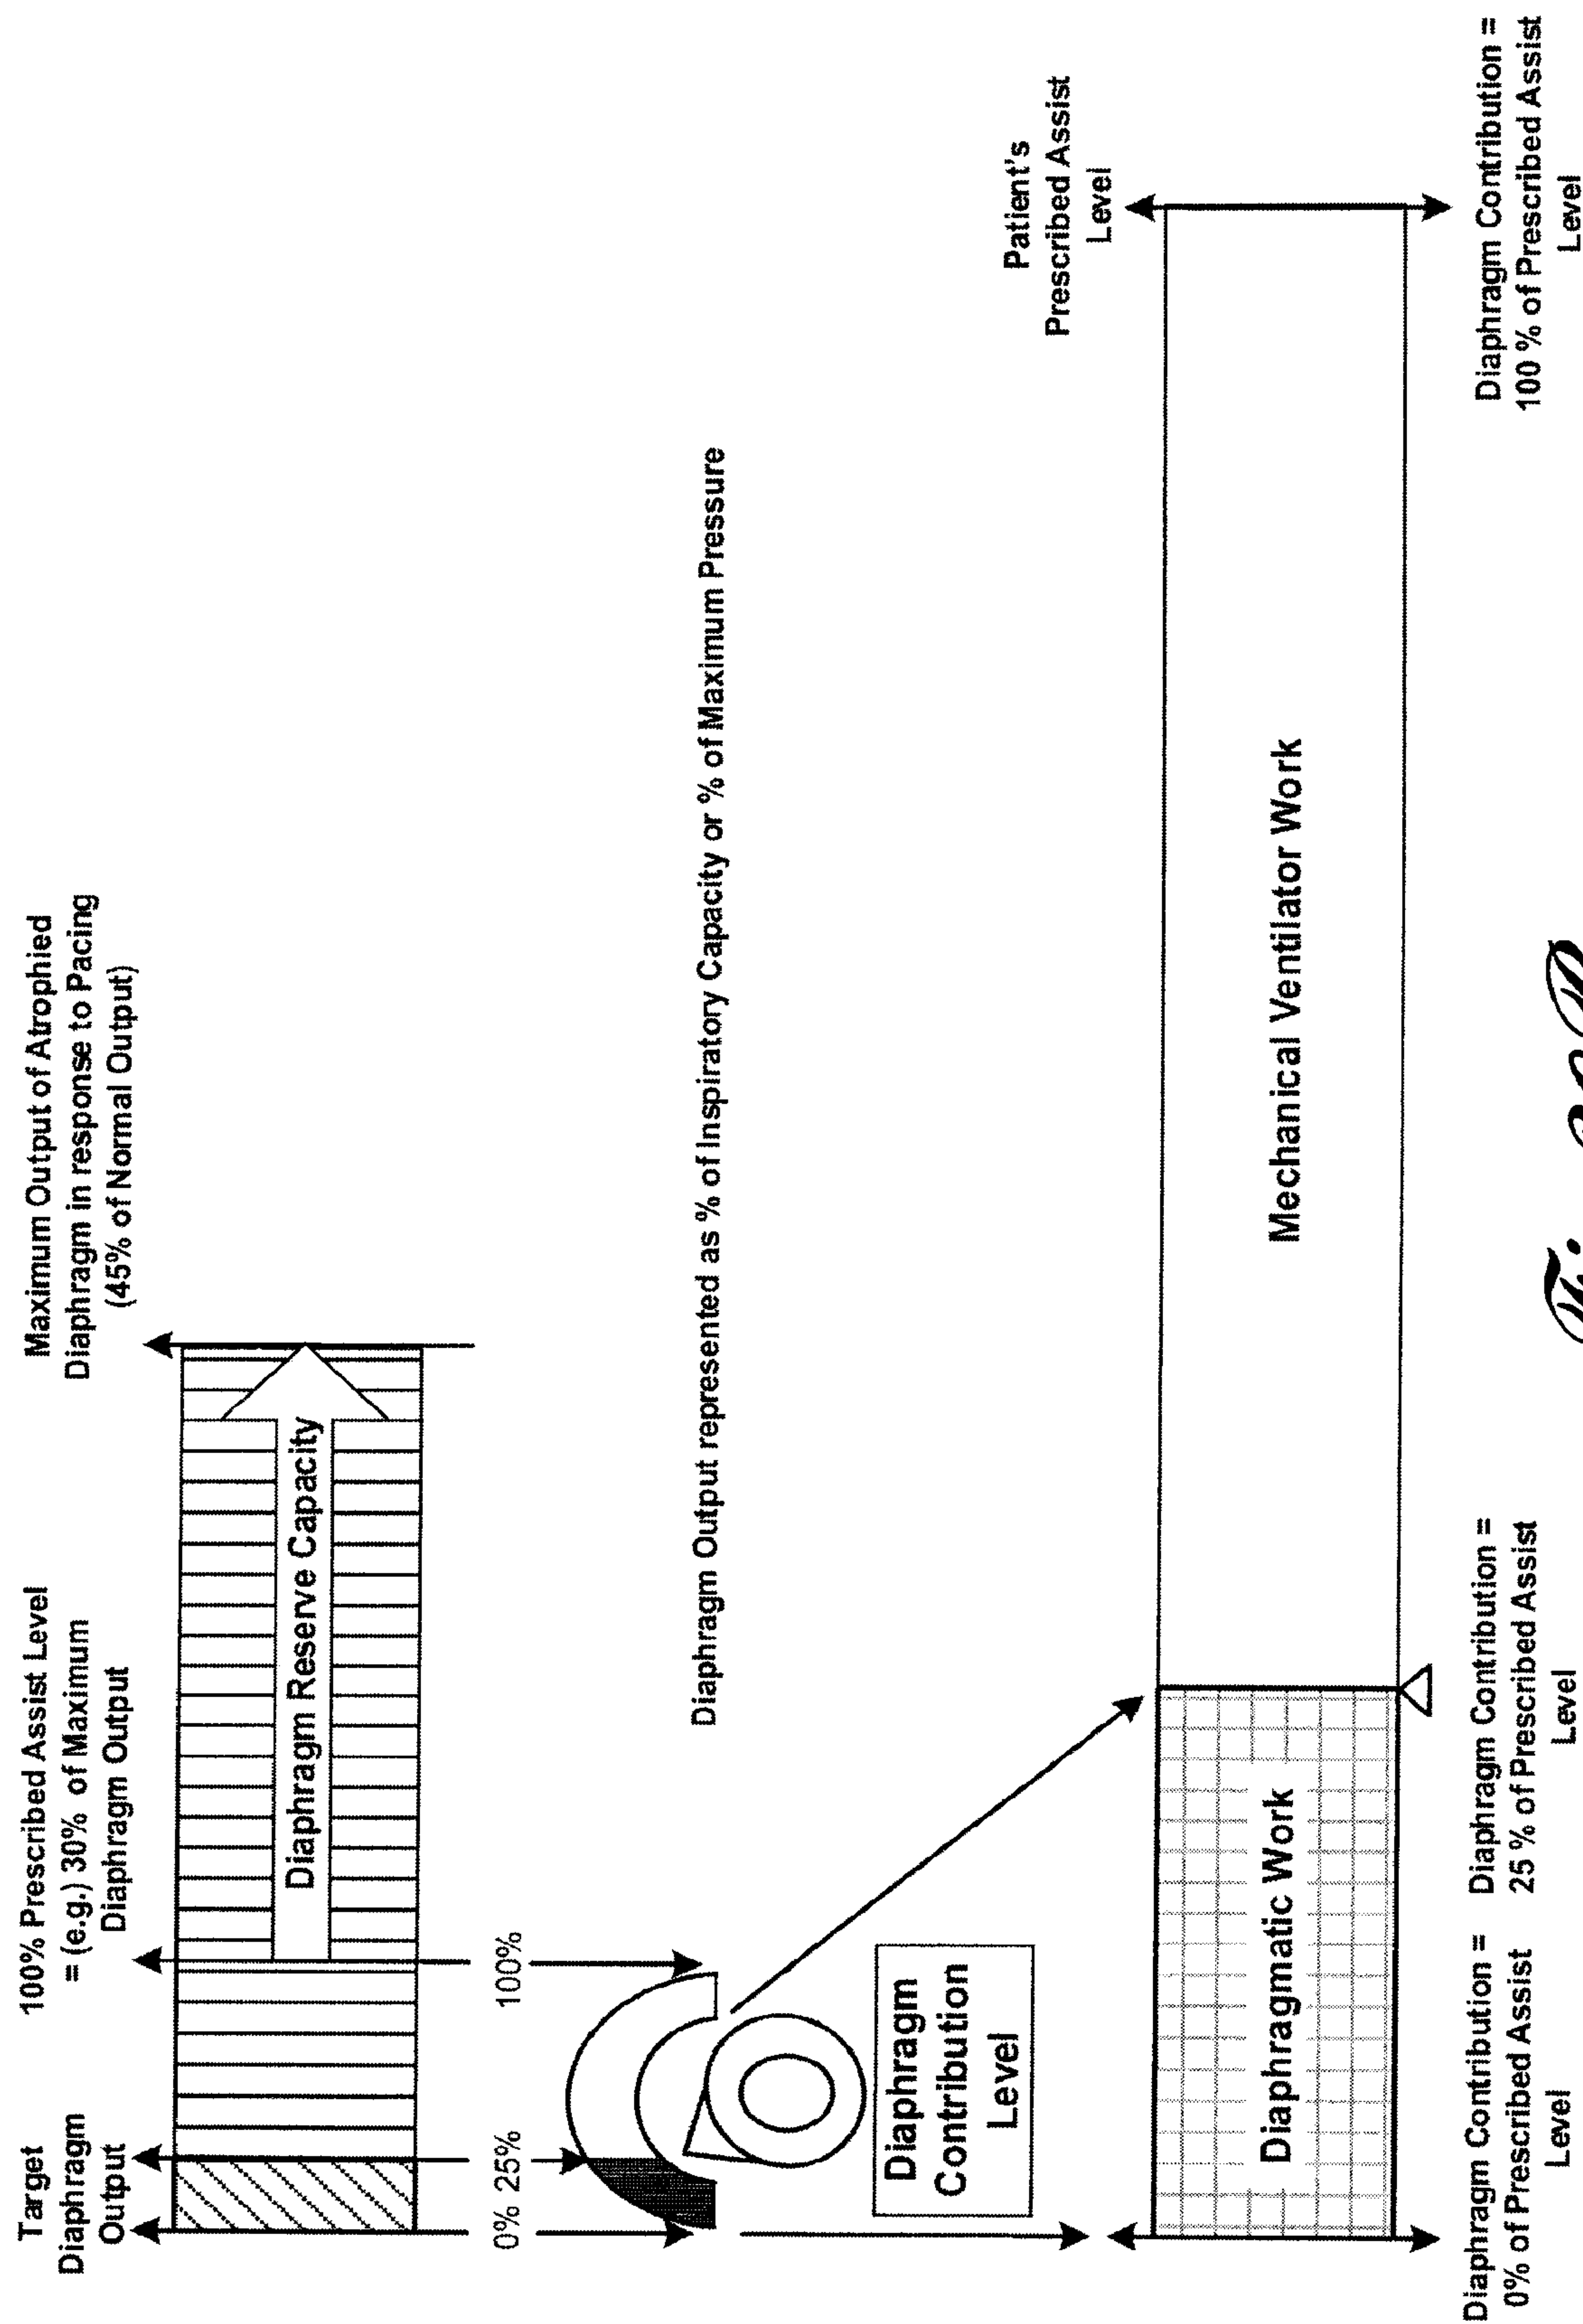 Target
Diaphragm
Output
100% Prescribed Assist Level
= (e.g.) 30% of Maximum
Diaphragm Output
Maximum Output of Atrophied
Diaphragm in response to Pacing
(45% of Normal Output)
Diaphragm Reserve Capacity
0% 25%
100%
Diaphragm Output represented as % of Inspiratory Capacity or % of Maximum Pressure
Diaphragm
Contribution
Level
Patient's
Prescribed Assist
Level
Diaphragmatic Work
Mechanical Ventilator Work
Diaphragm Contribution =
0% of Prescribed Assist
Level
Diaphragm Contribution =
25 % of Prescribed Assist
Level
Diaphragm Contribution =
100 % of Prescribed Assist
Level